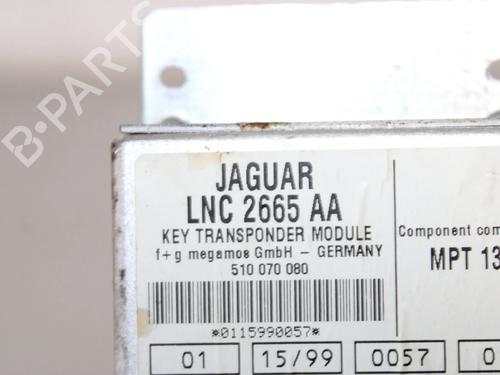 JAGUAR
LNC 2665 AA
KEY TRANSPONDER MODULE
f+g megamos GmbH – GERMANY
510 070 080
*0115990057*
01 15/99 0057 0
Component com
MPT 13
B-PARTS